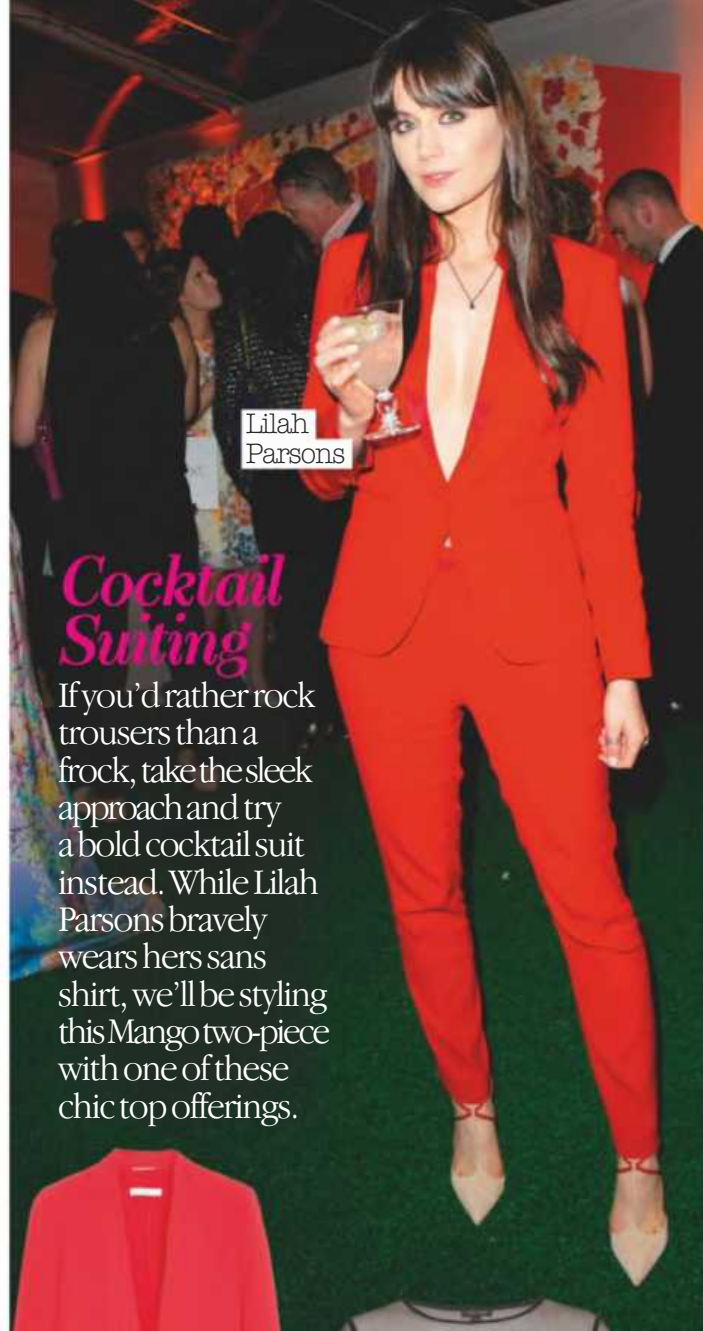 Lilah
Parsons
Cocktail
Suiting
If you’d rather rock
trousers than a
frock, take the sleek
approach and try
a bold cocktail suit
instead. While Lilah
Parsons bravely
wears hers sans
shirt, we’ll be styling
this Mango two-piece
with one of these
chic top offerings.